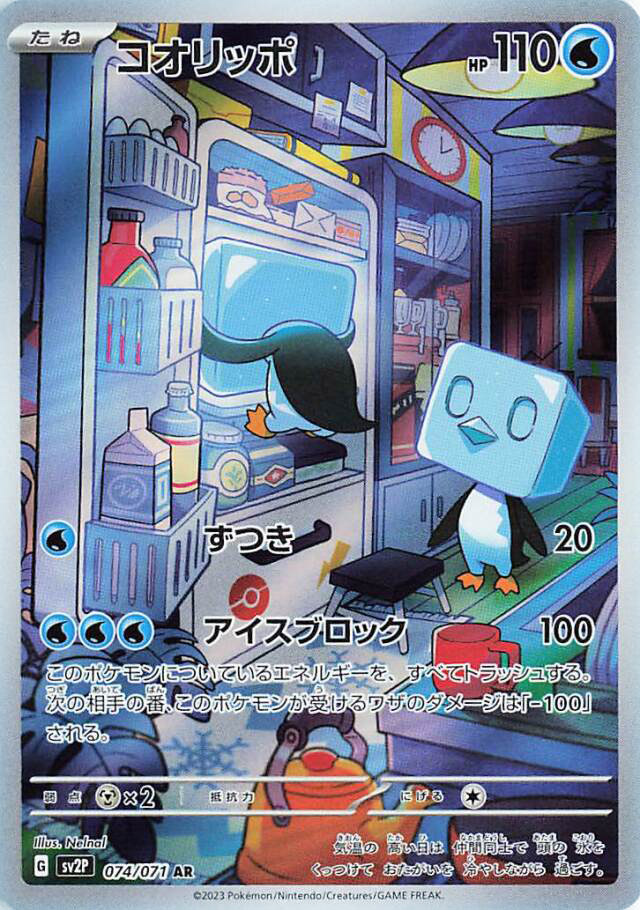 たね
コオリッポ
HP110
ずつき 20
アイスブロック 100
このポケモンについているエネルギーを、すべてトラッシュする。
次の相手の番、このポケモンが受けるワザのダメージは「-100」
される。
弱点 ×2 抵抗力 にげる
Illus. Nelnal
気温の 高い日は 仲間同士で 頭の 氷を
くっつけて おたがいを 冷やしながら 過ごす。
G sv2P 074/071 AR
©2023 Pokémon/Nintendo/Creatures/GAME FREAK.